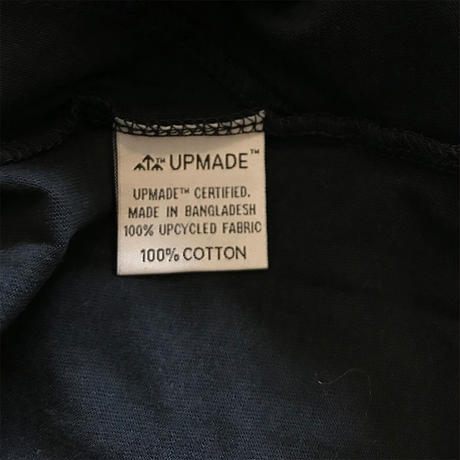 UPMADE™
UPMADE™ CERTIFIED.
MADE IN BANGLADESH
100% UPCYCLED FABRIC
100% COTTON